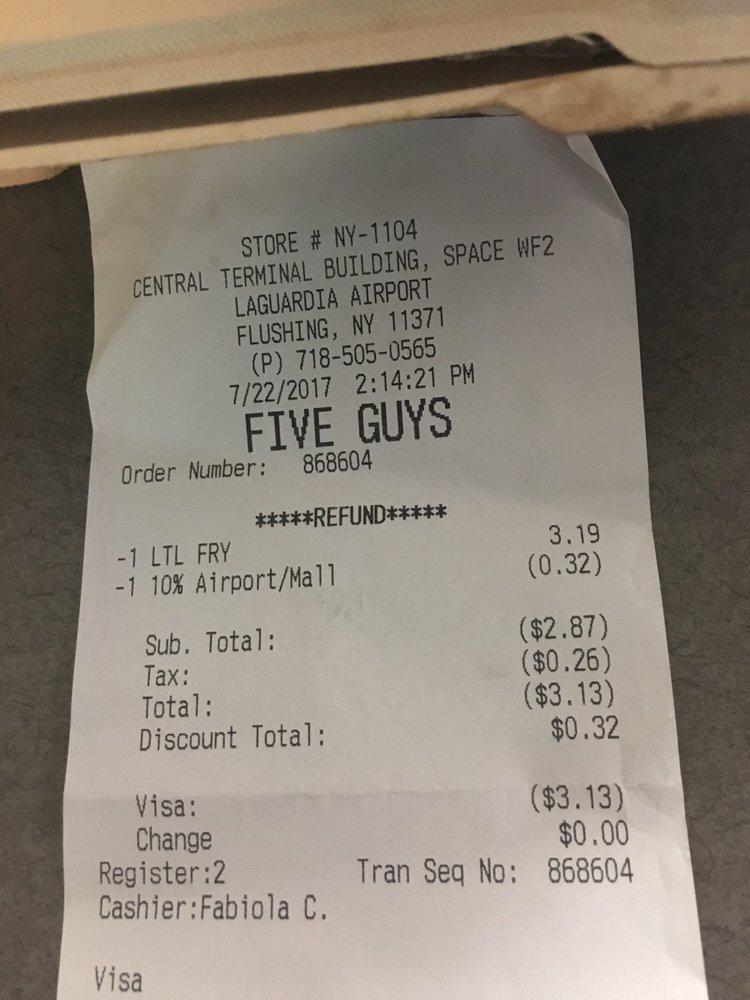 STORE # NY-1104
CENTRAL TERMINAL BUILDING, SPACE WF2
LAGUARDIA AIRPORT
FLUSHING, NY 11371
(P) 718-505-0565
7/22/2017 2:14:21 PM
FIVE GUYS
Order Number: 868604
*****REFUND*****
-1 LTL FRY 3.19
-1 10% Airport/Mall (0.32)
Sub. Total: ($2.87)
Tax: ($0.26)
Total: ($3.13)
Discount Total: $0.32
Visa: ($3.13)
Change $0.00
Register:2 Tran Seq No: 868604
Cashier:Fabiola C.
Visa